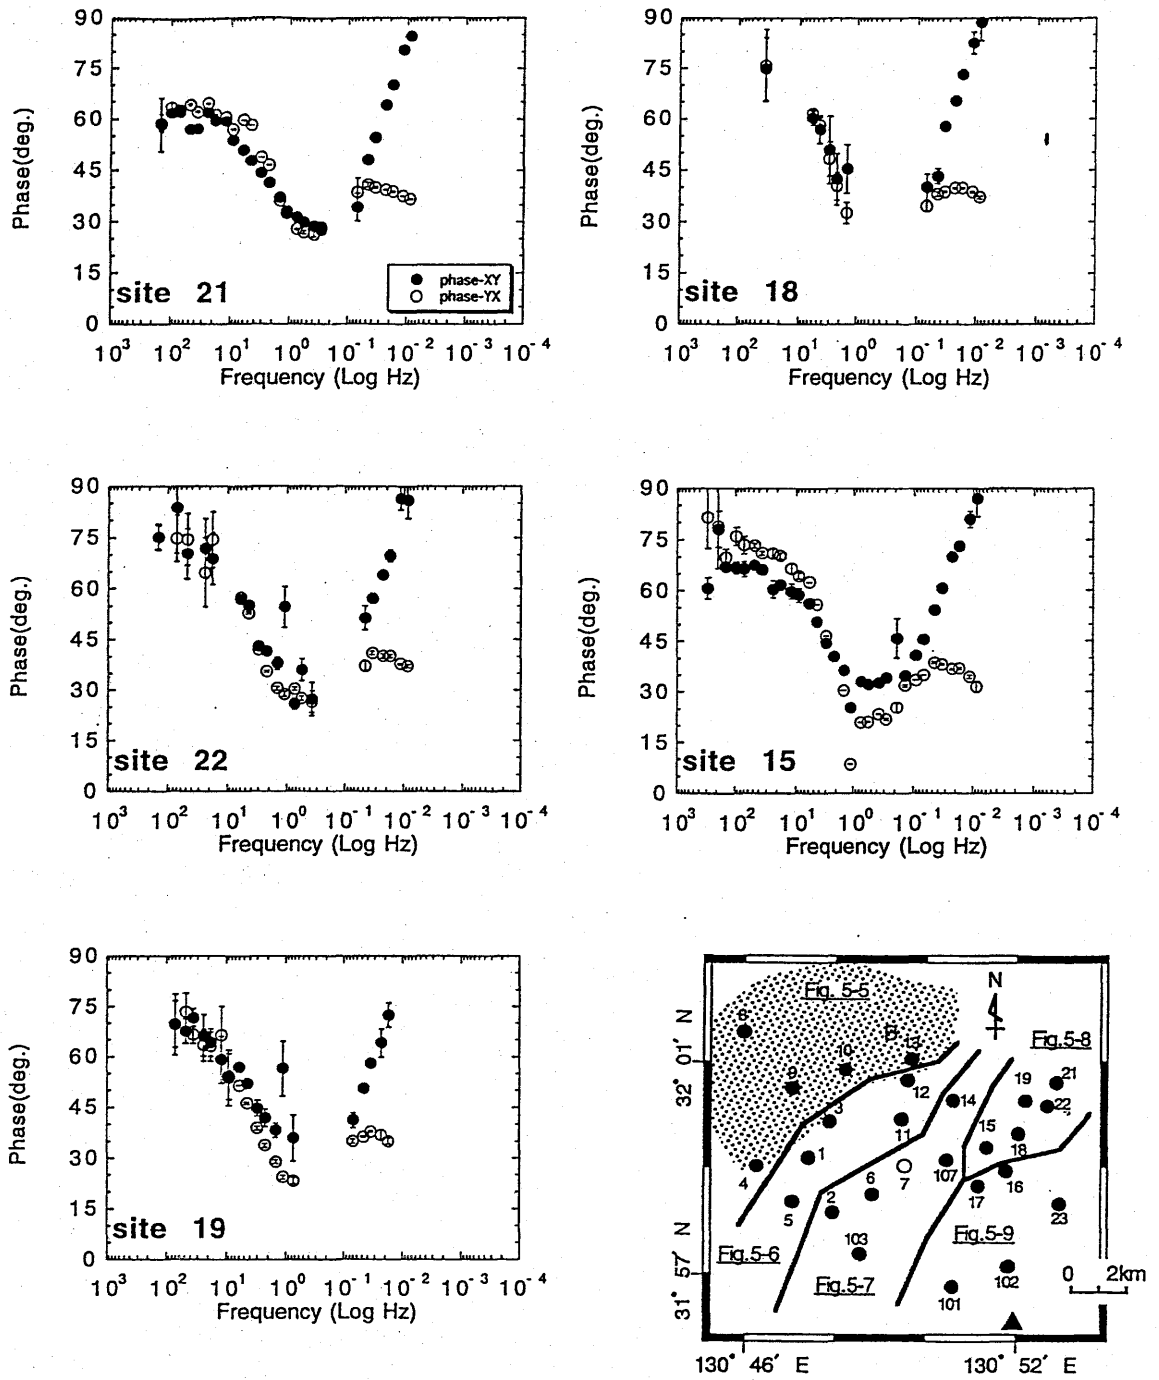 90
75
60
45
30
15
0
Phase(deg.)
site 21
phase-XY
phase-YX
10³ 10² 10¹ 10⁰ 10⁻¹ 10⁻² 10⁻³ 10⁻⁴
Frequency (Log Hz)
90
75
60
45
30
15
0
Phase(deg.)
site 18
10³ 10² 10¹ 10⁰ 10⁻¹ 10⁻² 10⁻³ 10⁻⁴
Frequency (Log Hz)
90
75
60
45
30
15
0
Phase(deg.)
site 22
10³ 10² 10¹ 10⁰ 10⁻¹ 10⁻² 10⁻³ 10⁻⁴
Frequency (Log Hz)
90
75
60
45
30
15
0
Phase(deg.)
site 15
10³ 10² 10¹ 10⁰ 10⁻¹ 10⁻² 10⁻³ 10⁻⁴
Frequency (Log Hz)
90
75
60
45
30
15
0
Phase(deg.)
site 19
10³ 10² 10¹ 10⁰ 10⁻¹ 10⁻² 10⁻³ 10⁻⁴
Frequency (Log Hz)
Fig. 5-5
N
8
B
13
Fig.5-8
32° 01′ N
10
21
9
12
19
14
22
3
11
15
18
1
4
7
107
16
6
17
5
2
23
103
Fig.5-9
Fig.5-6
Fig.5-7
102
101
0 2km
31° 57′ N
130° 46′ E
130° 52′ E